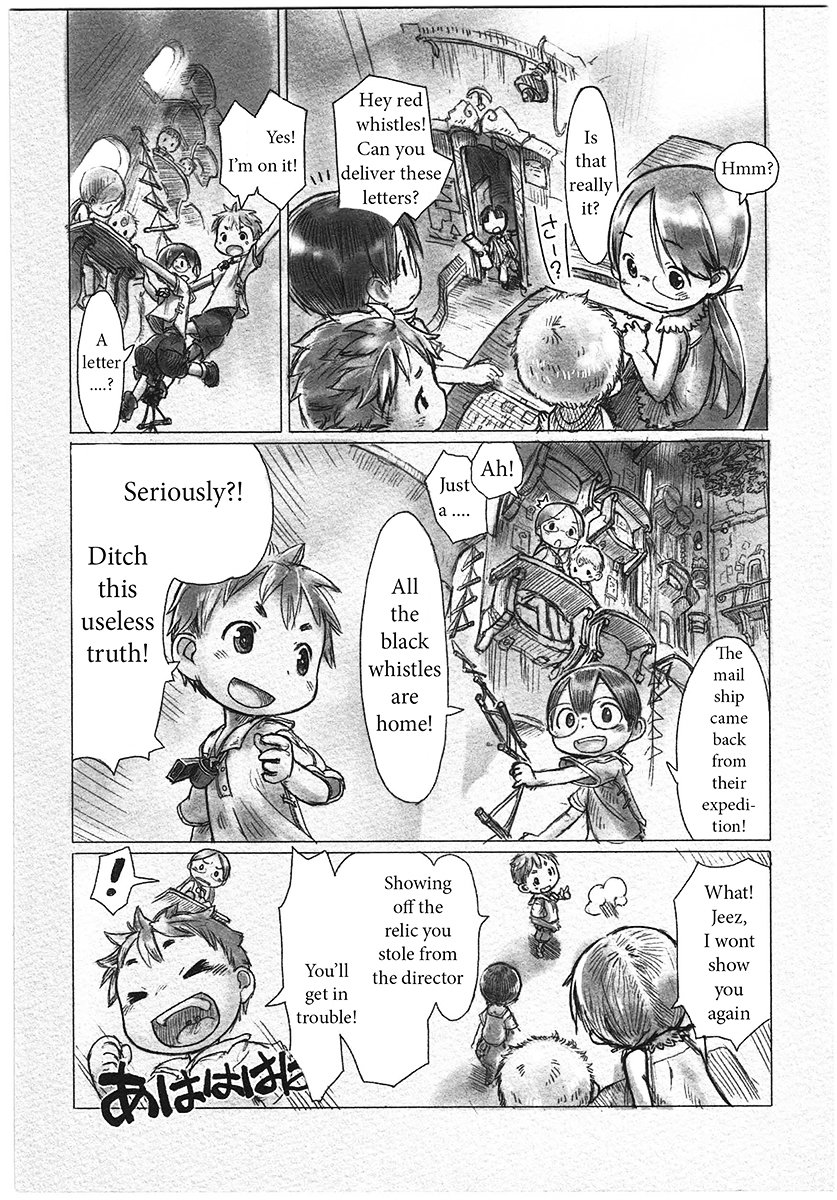 Hmm?
Is
that
really
it?
さー?
Hey red
whistles!
Can you
deliver these
letters?
Yes!
I'm on it!
A
letter
....?
The
mail
ship
came
back
from
their
expedi-
tion!
Ah!
Just
a ....
All
the
black
whistles
are
home!
Seriously?!
Ditch
this
useless
truth!
What!
Jeez,
I wont
show
you
again
Showing
off the
relic you
stole from
the director
You'll
get in
trouble!
!
あはははは